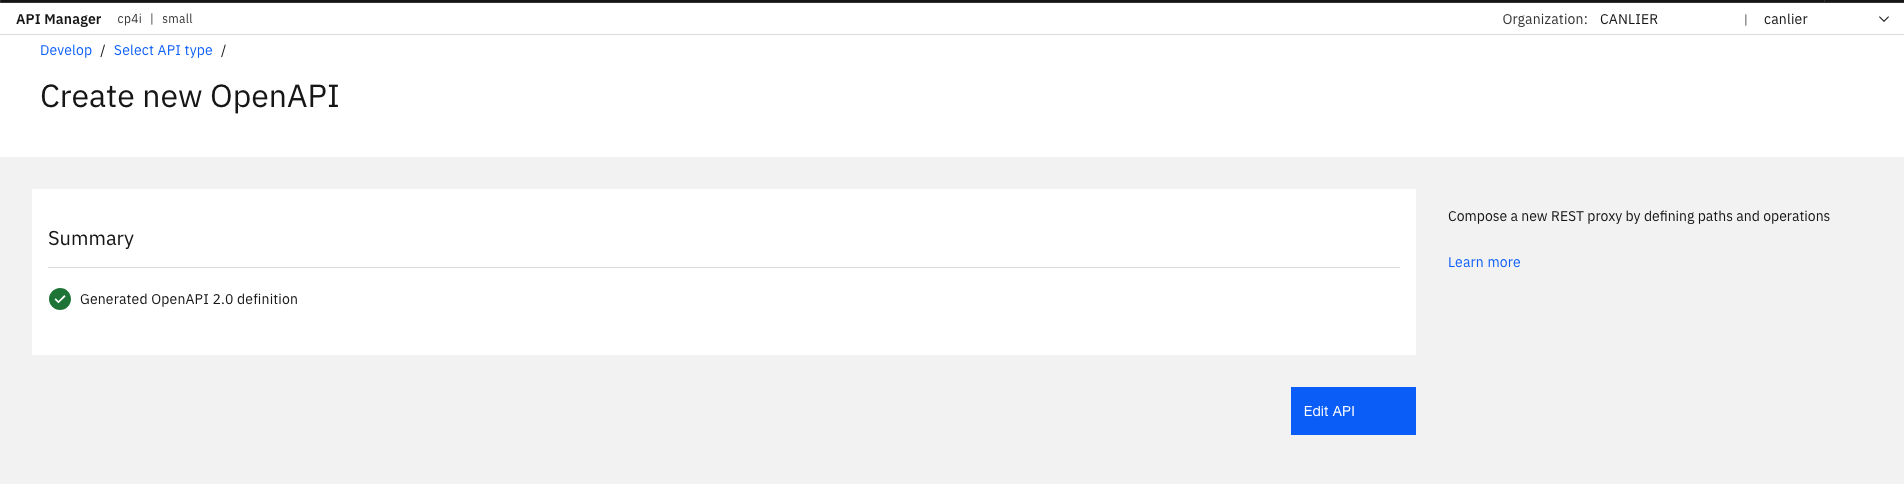 API Manager cp4i | small Organization: CANLIER | canlier
Develop / Select API type /
Create new OpenAPI
Summary
Generated OpenAPI 2.0 definition
Compose a new REST proxy by defining paths and operations
Learn more
Edit API